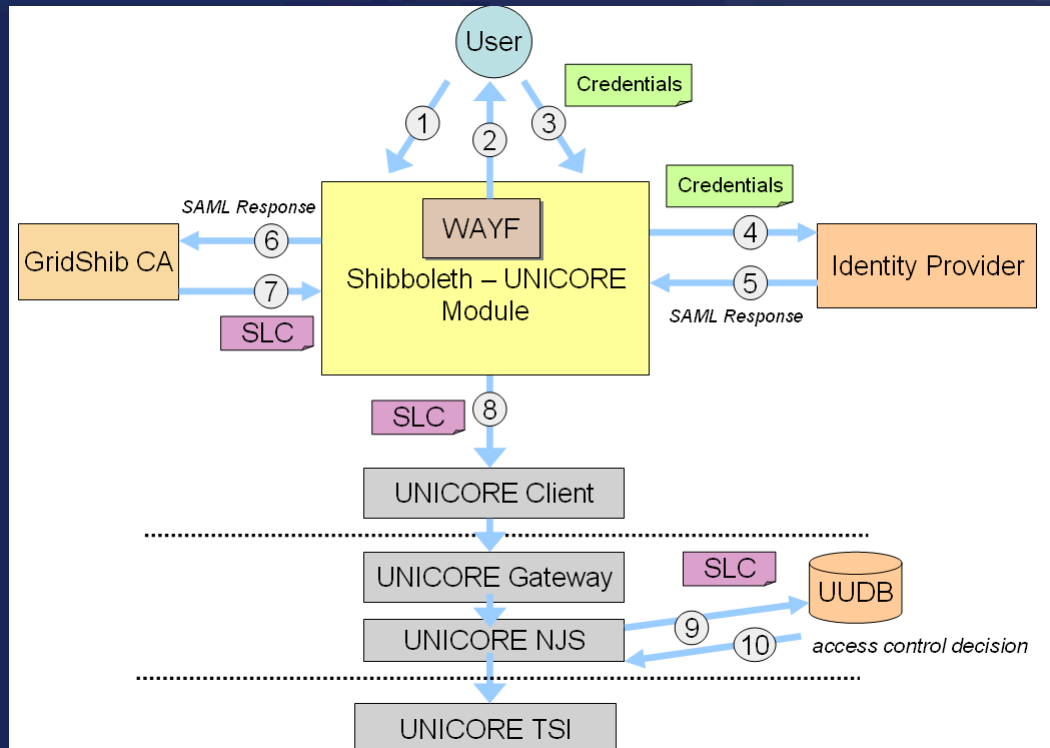 User
Credentials
1
2
3
Credentials
SAML Response
WAYF
4
6
GridShib CA
Shibboleth – UNICORE
Module
Identity Provider
7
5
SAML Response
SLC
8
SLC
UNICORE Client
SLC
UNICORE Gateway
UUDB
9
UNICORE NJS
10
access control decision
UNICORE TSI